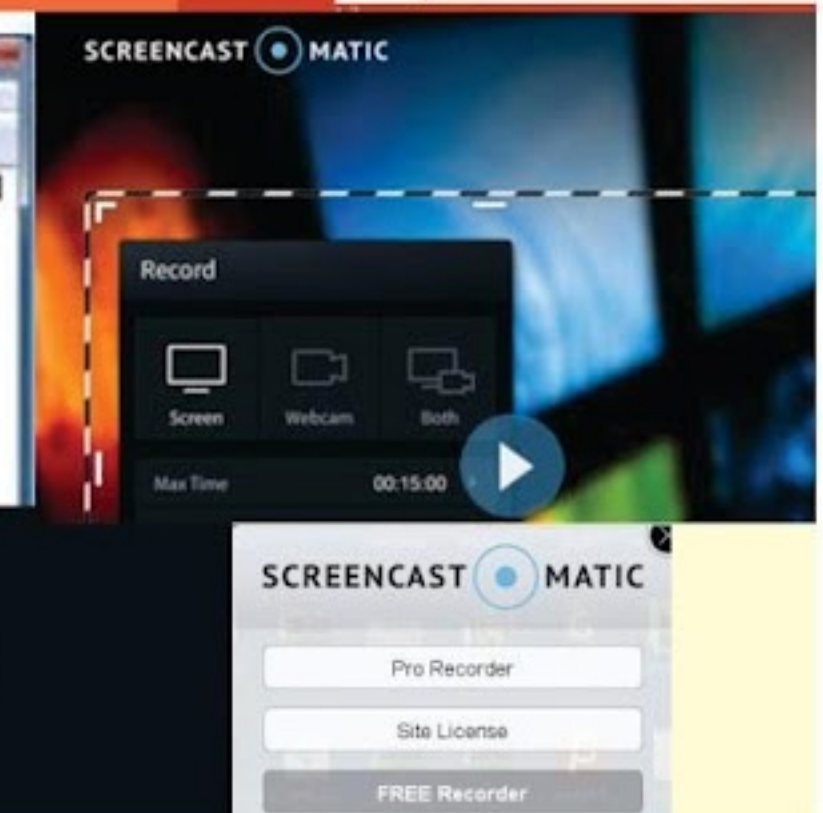 SCREENCAST MATIC
Record
Screen Webcam Both
Max Time 00:15:00
SCREENCAST MATIC
Pro Recorder
Site License
FREE Recorder